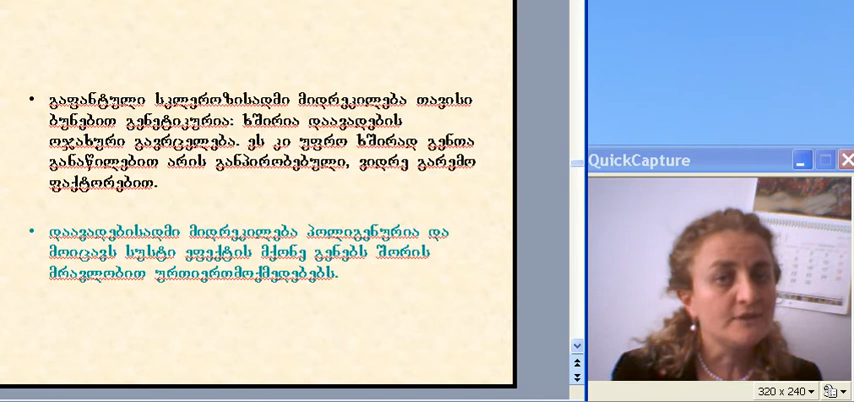 • გაფანტული სკლეროზისადმი მიდრეკილება თავისი
ბუნებით გენეტიკურია: ხშირია დაავადების
ოჯახური გავრცელება. ეს კი უფრო ხშირად გენთა
განაწილებით არის განპირობებული, ვიდრე გარემო
ფაქტორებით.
• დაავადებისადმი მიდრეკილება პოლიგენურია და
მოიცავს სუსტი ეფექტის მქონე გენებს შორის
მრავლობით ურთიერთმოქმედებებს.
QuickCapture
320 x 240